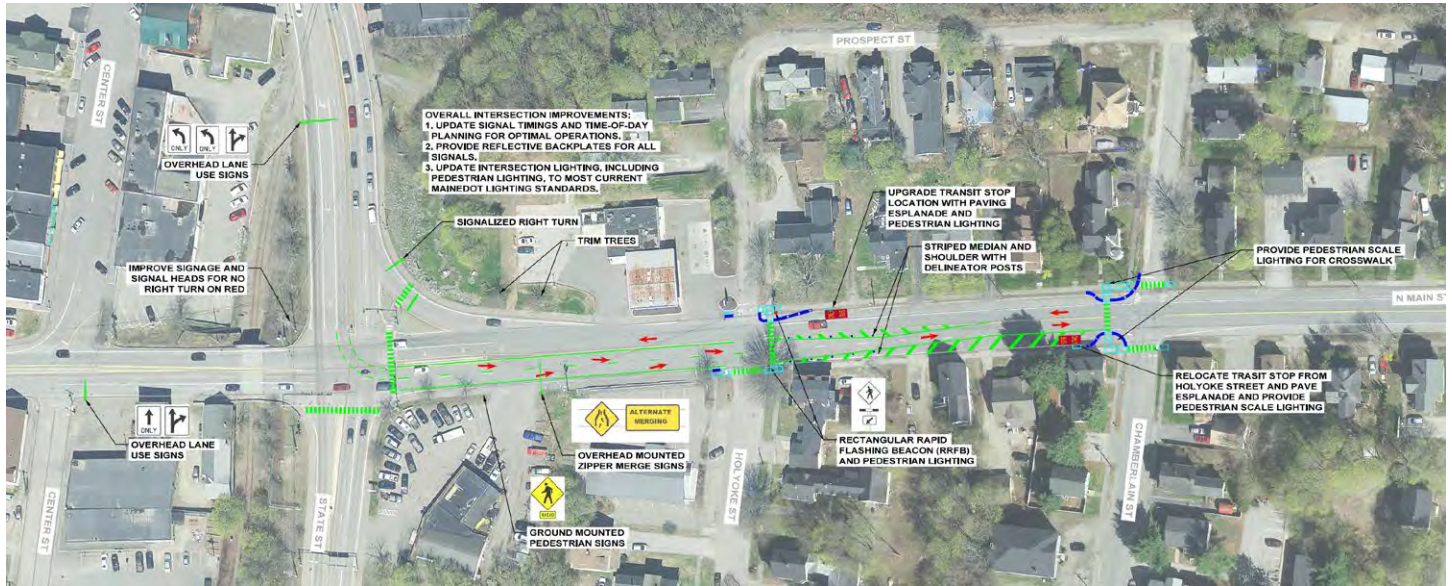 PROSPECT ST
CENTER ST
OVERALL INTERSECTION IMPROVEMENTS:
1. UPDATE SIGNAL TIMINGS AND TIME-OF-DAY
PLANNING FOR OPTIMAL OPERATIONS.
2. PROVIDE REFLECTIVE BACKPLATES FOR ALL
SIGNALS.
3. UPDATE INTERSECTION LIGHTING, INCLUDING
PEDESTRIAN LIGHTING, TO MOST CURRENT
MAINEDOT LIGHTING STANDARDS.
ONLY
ONLY
OVERHEAD LANE
USE SIGNS
SIGNALIZED RIGHT TURN
TRIM TREES
UPGRADE TRANSIT STOP
LOCATION WITH PAVING
ESPLANADE AND
PEDESTRIAN LIGHTING
STRIPED MEDIAN AND
SHOULDER WITH
DELINEATOR POSTS
PROVIDE PEDESTRIAN SCALE
LIGHTING FOR CROSSWALK
IMPROVE SIGNAGE AND
SIGNAL HEADS FOR NO
RIGHT TURN ON RED
N MAIN ST
RELOCATE TRASIT STOP FROM
HOLYOKE STREET AND PAVE
ESPLANADE AND PROVIDE
PEDESTRIAN SCALE LIGHTING
ONLY
OVERHEAD LANE
USE SIGNS
ALTERNATE
MERGING
OVERHEAD MOUNTED
ZIPPER MERGE SIGNS
RECTANGULAR RAPID
FLASHING BEACON (RRFB)
AND PEDESTRIAN LIGHTING
GROUND MOUNTED
PEDESTRIAN SIGNS
CENTER ST
STATE ST
HOLYOKE ST
CHAMBERLAIN ST